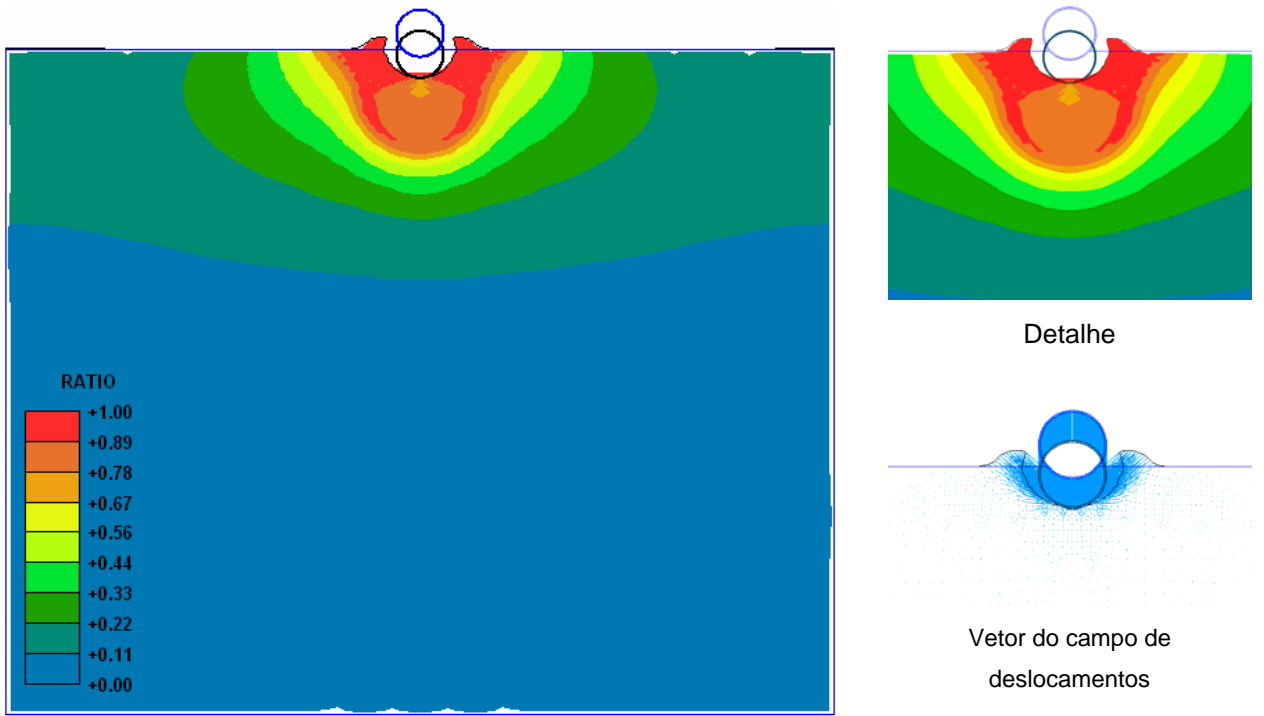 RATIO
+1.00
+0.89
+0.78
+0.67
+0.56
+0.44
+0.33
+0.22
+0.11
+0.00
Detalhe
Vetor do campo de
deslocamentos